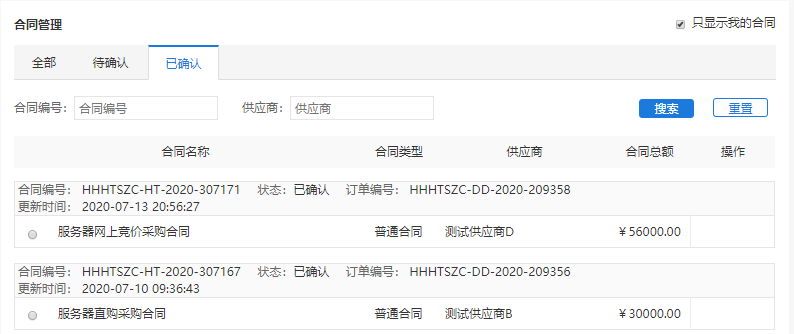 合同管理 只显示我的合同
全部 待确认 已确认
合同编号： 合同编号 供应商： 供应商 搜索 重置
合同名称 合同类型 供应商 合同总额 操作
合同编号： HHHTSZC-HT-2020-307171 状态：已确认 订单编号： HHHTSZC-DD-2020-209358
更新时间： 2020-07-13 20:56:27
服务器网上竞价采购合同 普通合同 测试供应商D ￥56000.00
合同编号： HHHTSZC-HT-2020-307167 状态：已确认 订单编号： HHHTSZC-DD-2020-209356
更新时间： 2020-07-10 09:36:43
服务器直购采购合同 普通合同 测试供应商B ￥30000.00